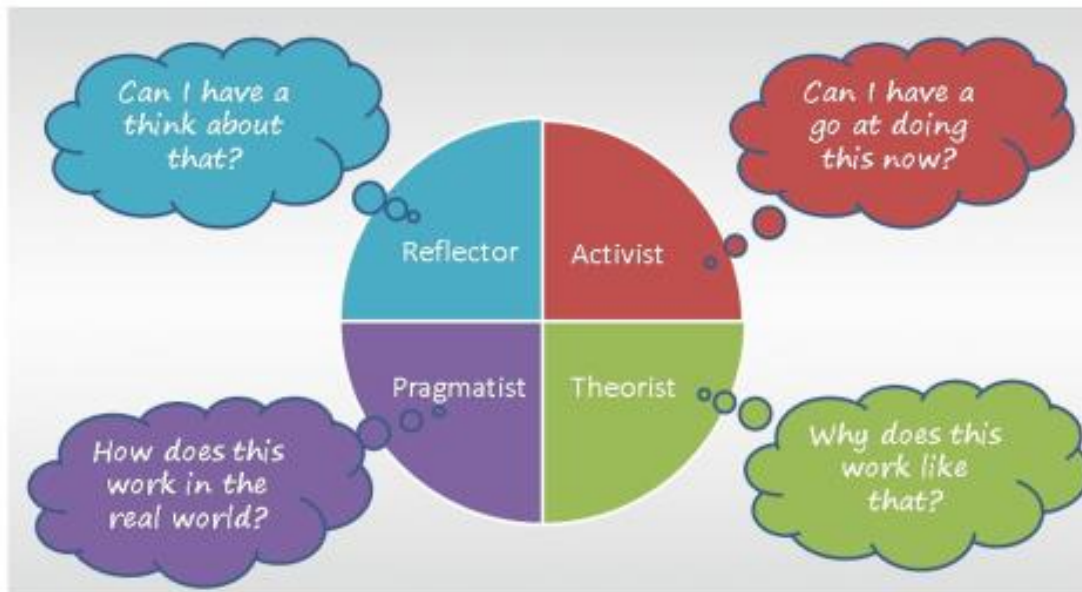 Can I have a
think about
that?
Can I have a
go at doing
this now?
Reflector
Activist
Pragmatist
Theorist
How does this
work in the
real world?
Why does this
work like
that?